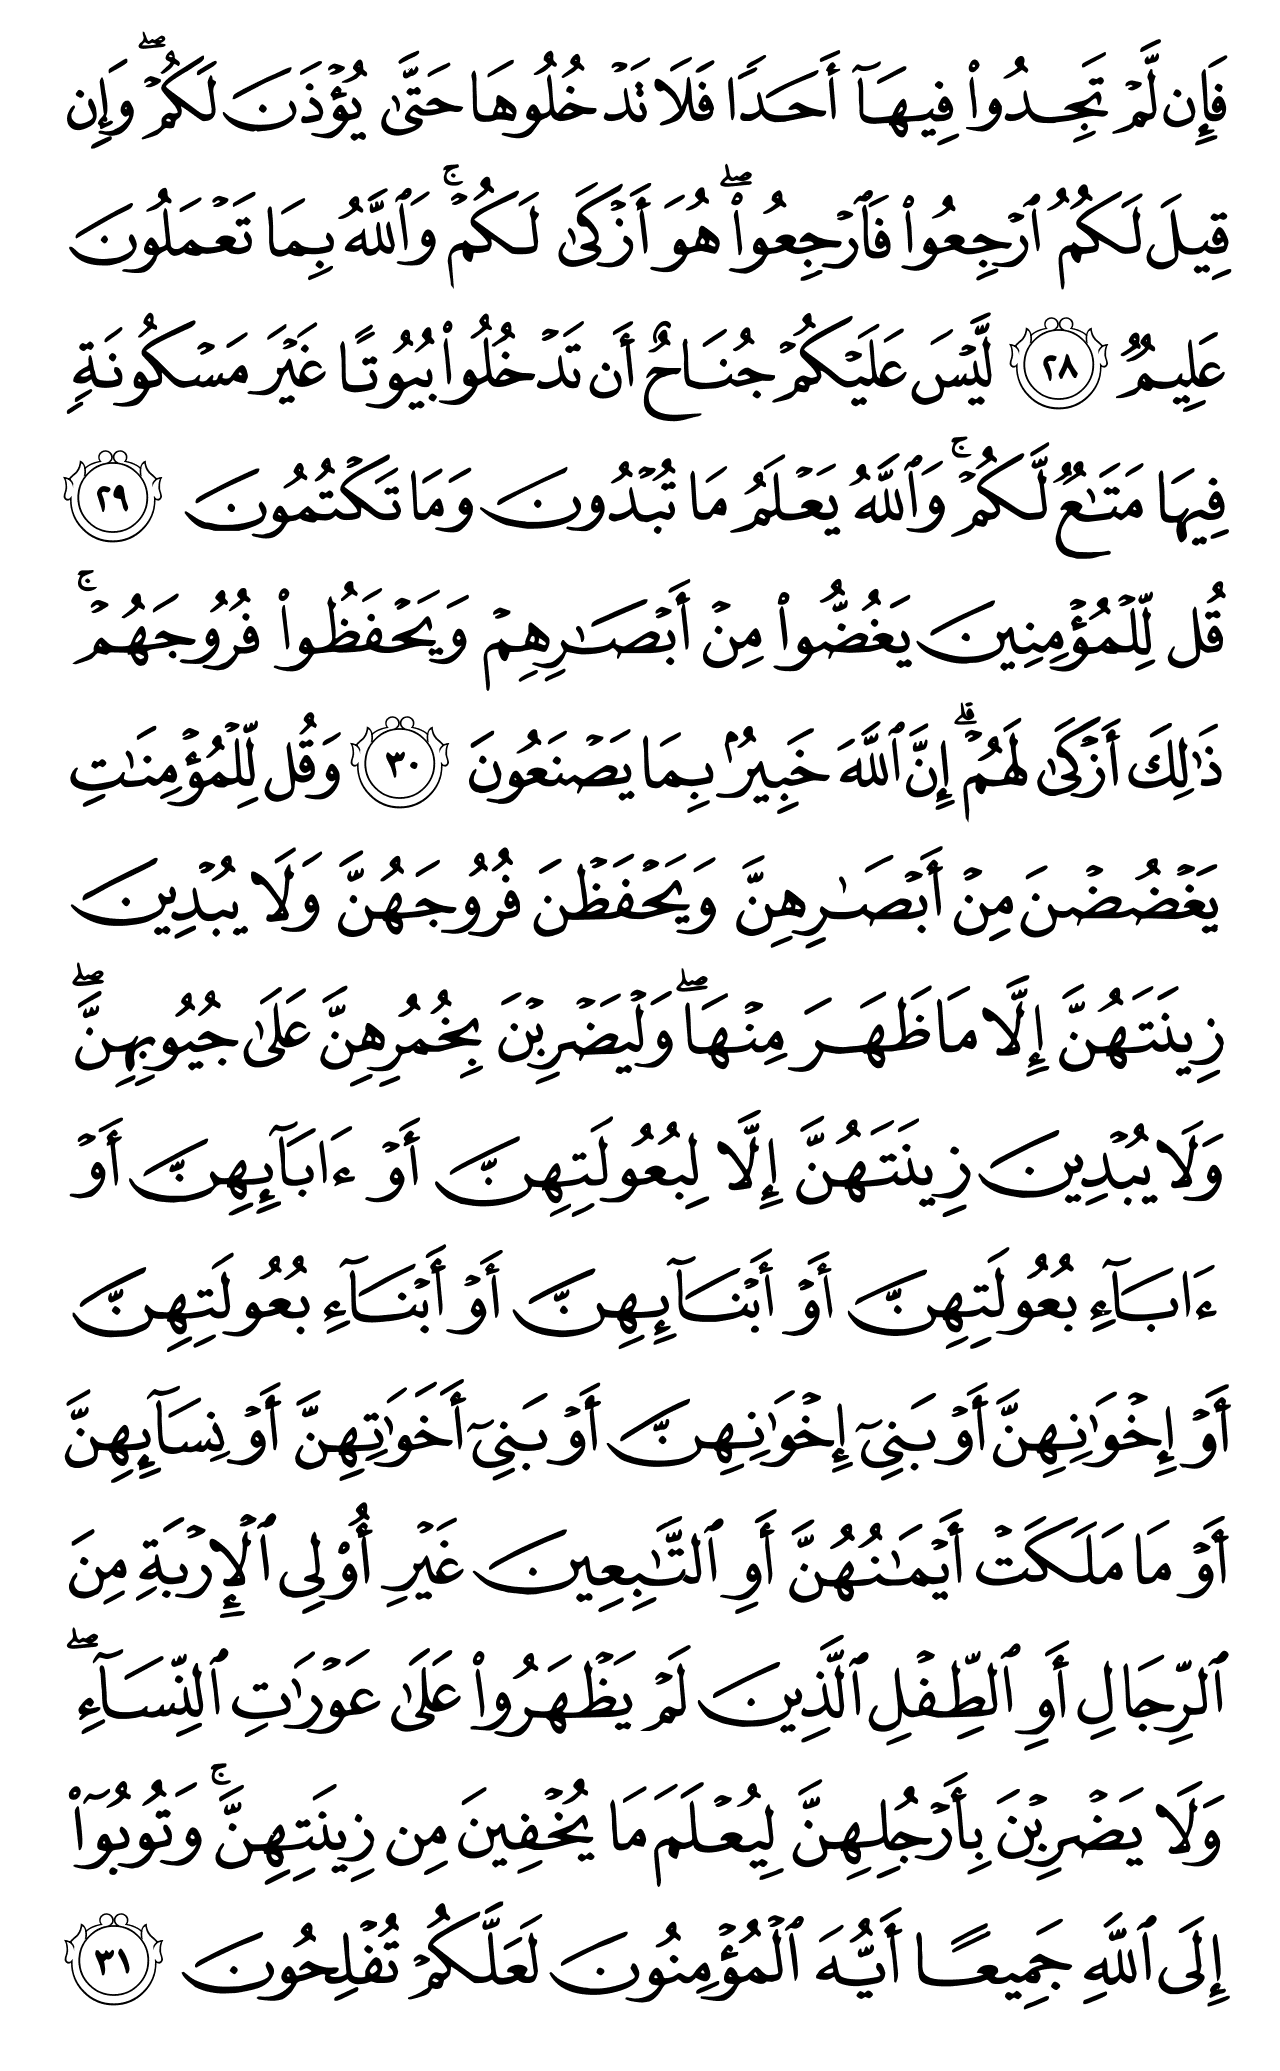 فَإِن لَّمۡ تَجِدُواْ فِيهَآ أَحَدٗا فَلَا تَدۡخُلُوهَا حَتَّىٰ يُؤۡذَنَ لَكُمۡۖ وَإِن
قِيلَ لَكُمُ ٱرۡجِعُواْ فَٱرۡجِعُواْۖ هُوَ أَزۡكَىٰ لَكُمۡۚ وَٱللَّهُ بِمَا تَعۡمَلُونَ
عَلِيمٞ ٢٨ لَّيۡسَ عَلَيۡكُمۡ جُنَاحٌ أَن تَدۡخُلُواْ بُيُوتًا غَيۡرَ مَسۡكُونَةٖ
فِيهَا مَتَٰعٞ لَّكُمۡۚ وَٱللَّهُ يَعۡلَمُ مَا تُبۡدُونَ وَمَا تَكۡتُمُونَ ٢٩
قُل لِّلۡمُؤۡمِنِينَ يَغُضُّواْ مِنۡ أَبۡصَٰرِهِمۡ وَيَحۡفَظُواْ فُرُوجَهُمۡۚ
ذَٰلِكَ أَزۡكَىٰ لَهُمۡۗ إِنَّ ٱللَّهَ خَبِيرُۢ بِمَا يَصۡنَعُونَ ٣٠ وَقُل لِّلۡمُؤۡمِنَٰتِ
يَغۡضُضۡنَ مِنۡ أَبۡصَٰرِهِنَّ وَيَحۡفَظۡنَ فُرُوجَهُنَّ وَلَا يُبۡدِينَ
زِينَتَهُنَّ إِلَّا مَا ظَهَرَ مِنۡهَاۖ وَلۡيَضۡرِبۡنَ بِخُمُرِهِنَّ عَلَىٰ جُيُوبِهِنَّۖ
وَلَا يُبۡدِينَ زِينَتَهُنَّ إِلَّا لِبُعُولَتِهِنَّ أَوۡ ءَابَآئِهِنَّ أَوۡ
ءَابَآءِ بُعُولَتِهِنَّ أَوۡ أَبۡنَآئِهِنَّ أَوۡ أَبۡنَآءِ بُعُولَتِهِنَّ
أَوۡ إِخۡوَٰنِهِنَّ أَوۡ بَنِيٓ إِخۡوَٰنِهِنَّ أَوۡ بَنِيٓ أَخَوَٰتِهِنَّ أَوۡ نِسَآئِهِنَّ
أَوۡ مَا مَلَكَتۡ أَيۡمَٰنُهُنَّ أَوِ ٱلتَّٰبِعِينَ غَيۡرِ أُوْلِي ٱلۡإِرۡبَةِ مِنَ
ٱلرِّجَالِ أَوِ ٱلطِّفۡلِ ٱلَّذِينَ لَمۡ يَظۡهَرُواْ عَلَىٰ عَوۡرَٰتِ ٱلنِّسَآءِۖ
وَلَا يَضۡرِبۡنَ بِأَرۡجُلِهِنَّ لِيُعۡلَمَ مَا يُخۡفِينَ مِن زِينَتِهِنَّۚ وَتُوبُوٓاْ
إِلَى ٱللَّهِ جَمِيعًا أَيُّهَ ٱلۡمُؤۡمِنُونَ لَعَلَّكُمۡ تُفۡلِحُونَ ٣١